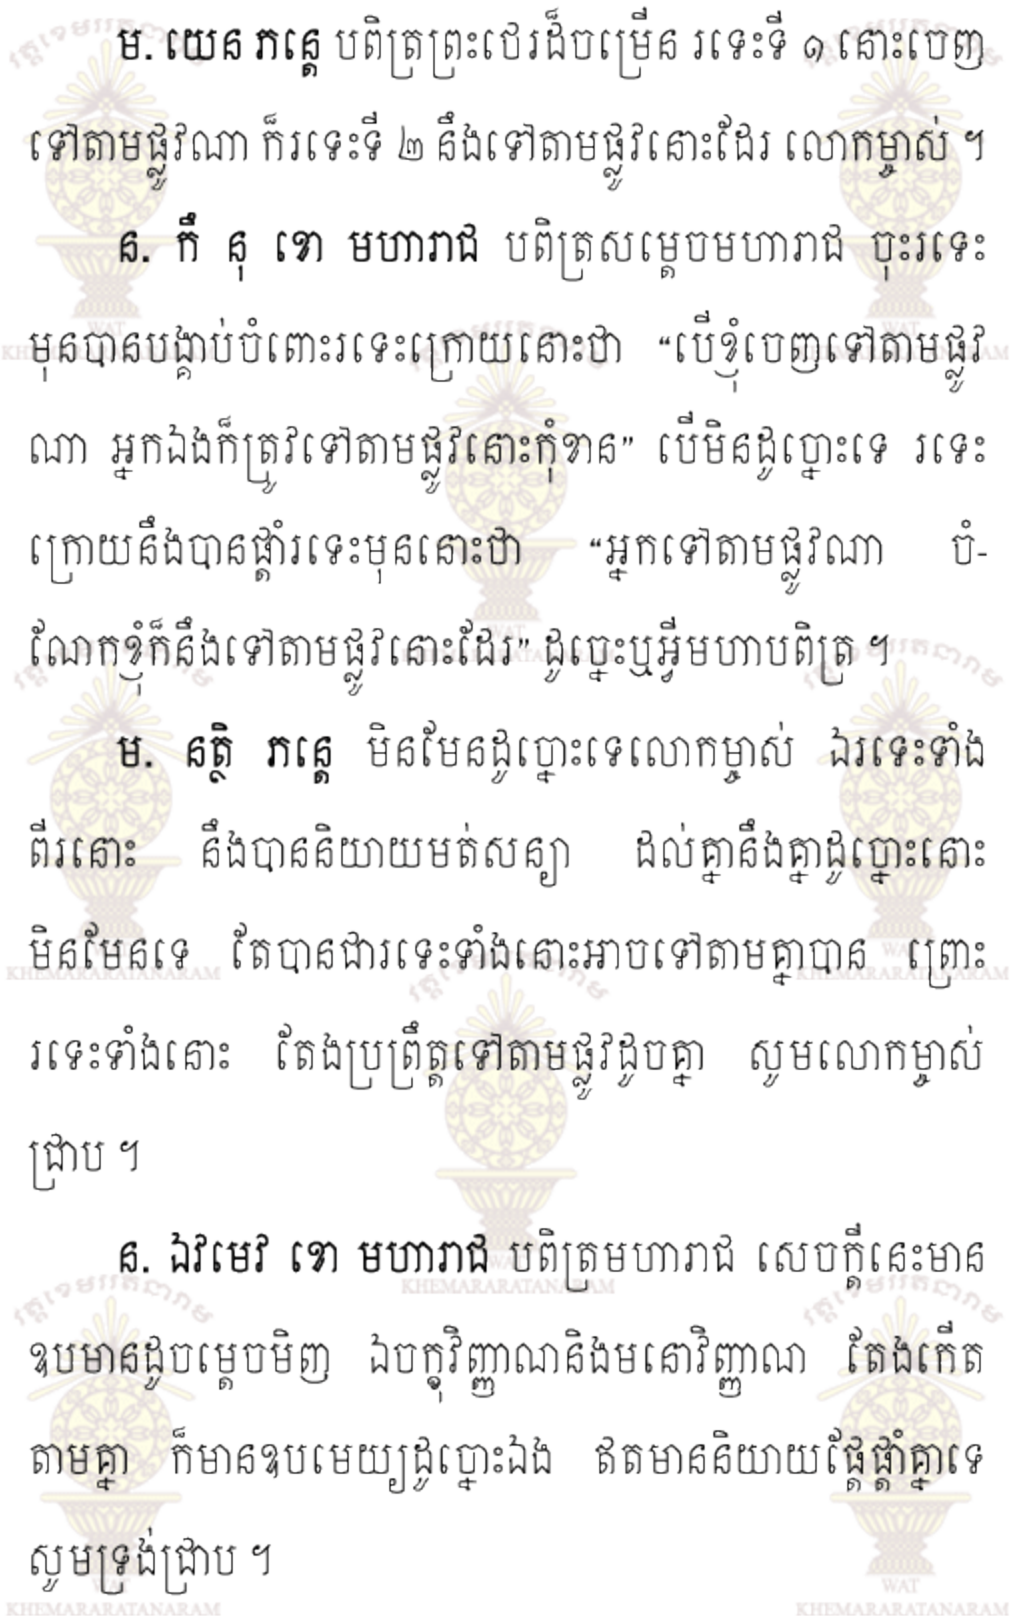 ម. យេន ភន្តេ បពិត្រព្រះថេរដ៏ចម្រើន រទេះទី ១ នោះចេញ
ទៅតាមផ្លូវណា ក៏រទេះទី ២ នឹងទៅតាមផ្លូវនោះដែរ លោកម្ចាស់ ។
ន. កឹ នុ ខោ មហារាជ បពិត្រសម្តេចមហារាជ ចុះរទេះ
មុនបានបង្គាប់ចំពោះរទេះក្រោយនោះថា “បើខ្ញុំចេញទៅតាមផ្លូវ
ណា អ្នកឯងក៏ត្រូវទៅតាមផ្លូវនោះកុំខាន” បើមិនដូច្នោះទេ រទេះ
ក្រោយនឹងបានផ្តាំរទេះមុននោះថា “អ្នកទៅតាមផ្លូវណា ចំ-
ណែកខ្ញុំក៏នឹងទៅតាមផ្លូវនោះដែរ” ដូច្នេះឬអ្វីមហាបពិត្រ ។
ម. នត្ថិ ភន្តេ មិនមែនដូច្នោះទេលោកម្ចាស់ ឯរទេះទាំង
ពីរនោះ នឹងបាននិយាយមត់សន្យា ដល់គ្នានឹងគ្នាដូច្នោះនោះ
មិនមែនទេ តែបានជារទេះទាំងនោះអាចទៅតាមគ្នាបាន ព្រោះ
រទេះទាំងនោះ តែងប្រព្រឹត្តទៅតាមផ្លូវដូចគ្នា សូមលោកម្ចាស់
ជ្រាប ។
ន. ឯវមេវ ខោ មហារាជ បពិត្រមហារាជ សេចក្តីនេះមាន
ឧបមានដូចម្តេចមិញ ឯចក្ខុវិញ្ញាណនិងមនោវិញ្ញាណ តែងកើត
តាមគ្នា ក៏មានឧបមេយ្យដូច្នោះឯង ឥតមាននិយាយផ្តែផ្តាំគ្នាទេ
សូមទ្រង់ជ្រាប ។